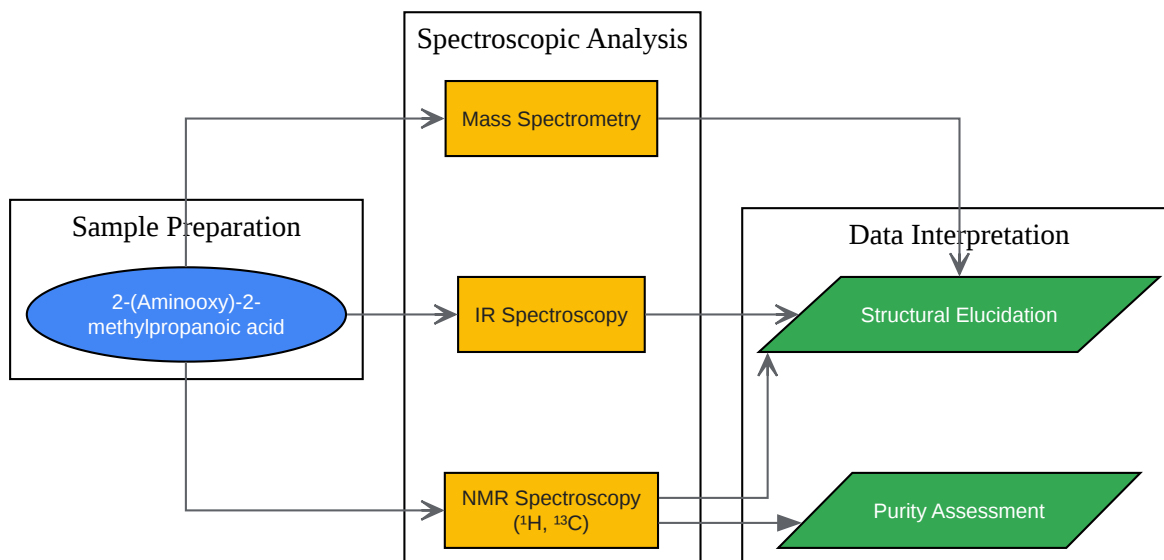 Spectroscopic Analysis
Mass Spectrometry
Sample Preparation
Data Interpretation
2-(Aminooxy)-2-
methylpropanoic acid
IR Spectroscopy
Structural Elucidation
NMR Spectroscopy
(¹H, ¹³C)
Purity Assessment